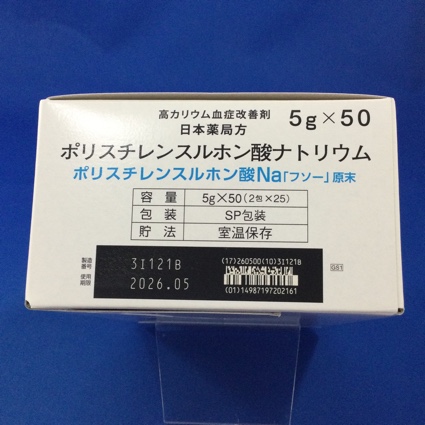 高カリウム血症改善剤
日本薬局方
5g×50
ポリスチレンスルホン酸ナトリウム
ポリスチレンスルホン酸Na「フソー」原末
容 量 5g×50(2包×25)
包 装 SP包装
貯 法 室温保存
製造番号 3I121B
使用期限 2026.05
(17)260500(10)3I121B
(01)14987197202161
GS1